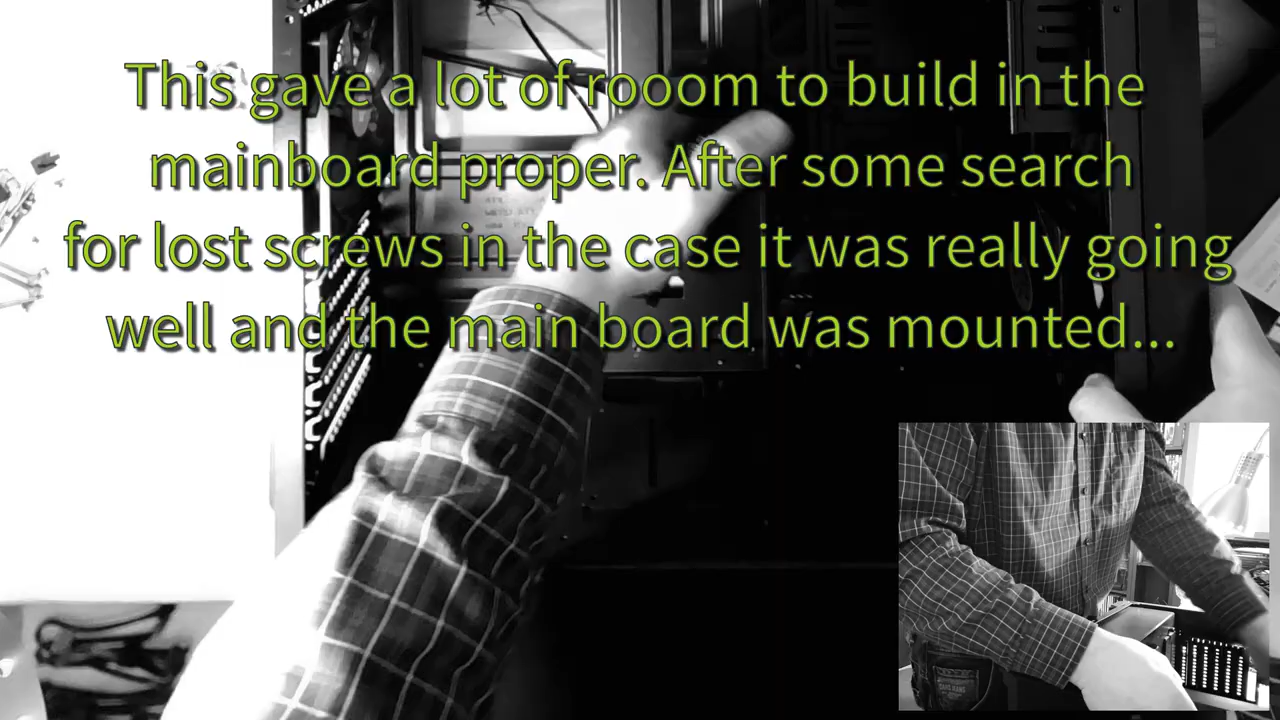 This gave a lot of rooom to build in the
mainboard proper. After some search
for lost screws in the case it was really going
well and the main board was mounted...